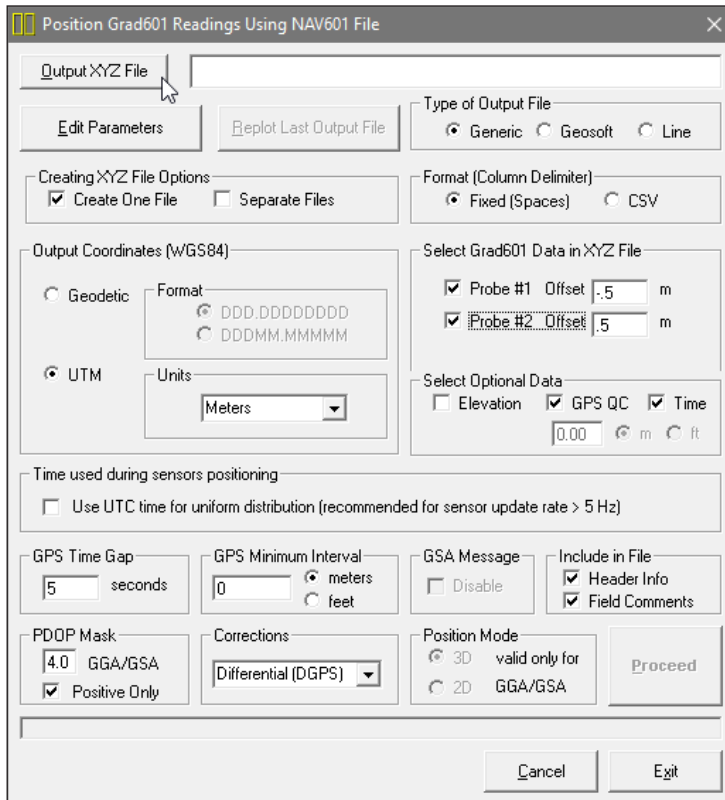 Position Grad601 Readings Using NAV601 File
Output XYZ File
Edit Parameters
Replot Last Output File
Type of Output File
Generic Geosoft Line
Creating XYZ File Options
Create One File Separate Files
Format (Column Delimiter)
Fixed (Spaces) CSV
Output Coordinates (WGS84)
Geodetic
Format
DDD.DDDDDDDD
DDDMM.MMMMM
UTM
Units
Meters
Select Grad601 Data in XYZ File
Probe #1 Offset -.5 m
Probe #2 Offset .5 m
Select Optional Data
Elevation GPS QC Time
0.00 m ft
Time used during sensors positioning
Use UTC time for uniform distribution (recommended for sensor update rate > 5 Hz)
GPS Time Gap
5 seconds
GPS Minimum Interval
0 meters
feet
GSA Message
Disable
Include in File
Header Info
Field Comments
PDOP Mask
4.0 GGA/GSA
Positive Only
Corrections
Differential (DGPS)
Position Mode
3D valid only for
2D GGA/GSA
Proceed
Cancel Exit